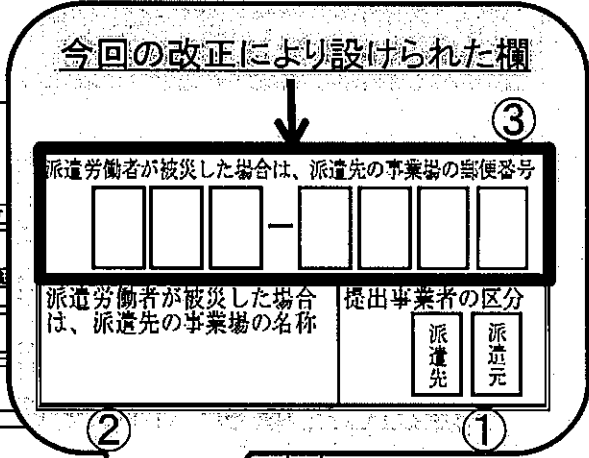 今回の改正により設けられた欄
③
派遣労働者が被災した場合は、派遣先の事業場の郵便番号
－
派遣労働者が被災した場合
は、派遣先の事業場の名称
提出事業者の区分
派遣先
派遣元
②
①